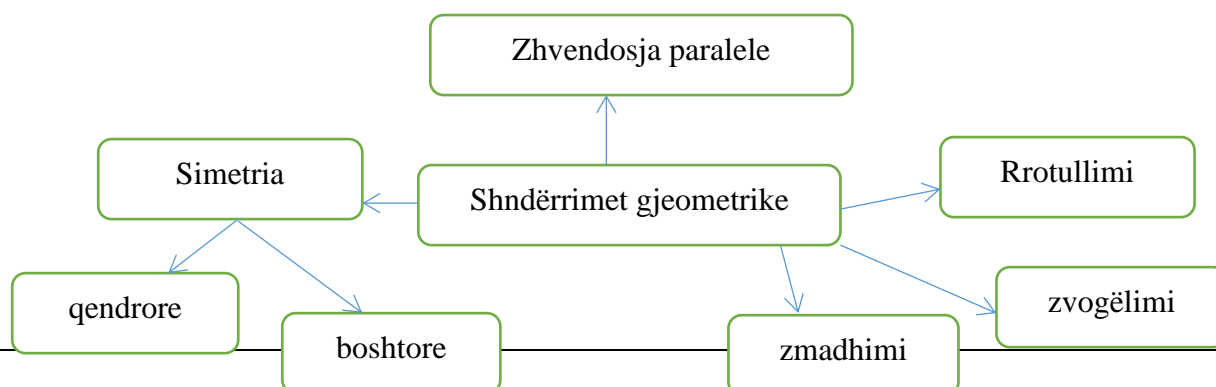 Zhvendosja paralele
Simetria
Shndërrimet gjeometrike
Rrotullimi
qendrore
boshtore
zmadhimi
zvogëlimi